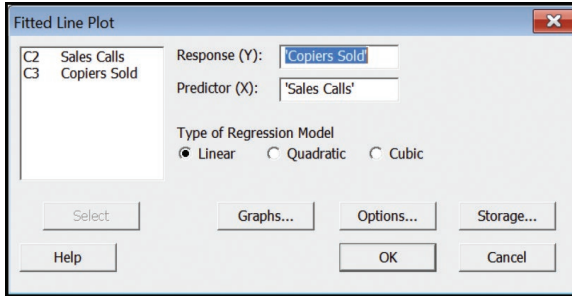 Fitted Line Plot
C2 Sales Calls
C3 Copiers Sold
Response (Y): 'Copiers Sold'
Predictor (X): 'Sales Calls'
Type of Regression Model
Linear Quadratic Cubic
Select Graphs... Options... Storage...
Help OK Cancel